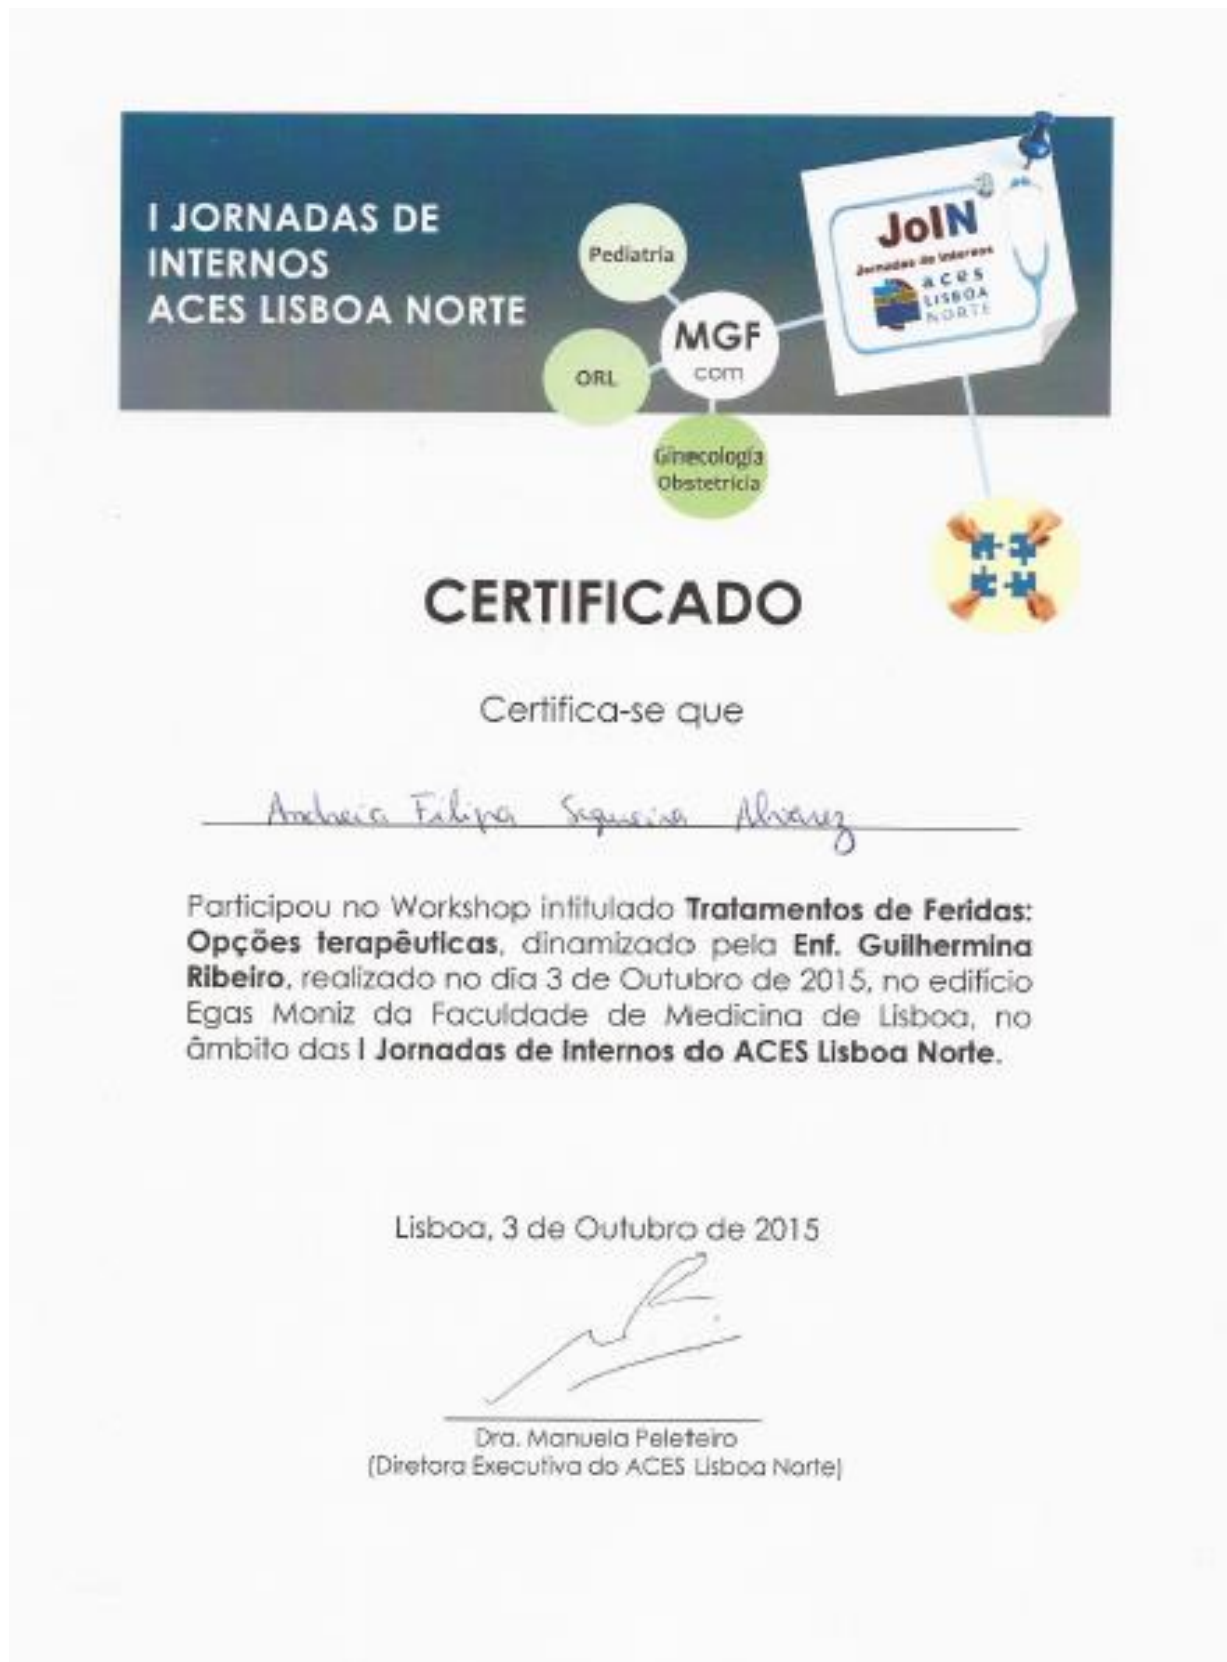 I JORNADAS DE
INTERNOS
ACES LISBOA NORTE
Pediatria
MGF
com
ORL
Ginecologia
Obstetrícia
JoIN
Jornadas de Internos
aces
LISBOA
NORTE
CERTIFICADO
Certifica-se que
Andreia Filipa Sequeira Alvarez
Participou no Workshop intitulado Tratamentos de Feridas:
Opções terapêuticas, dinamizado pela Enf. Guilhermina
Ribeiro, realizado no dia 3 de Outubro de 2015, no edifício
Egas Moniz da Faculdade de Medicina de Lisboa, no
âmbito das I Jornadas de Internos do ACES Lisboa Norte.
Lisboa, 3 de Outubro de 2015
Dra. Manuela Peleteiro
(Diretora Executiva do ACES Lisboa Norte)